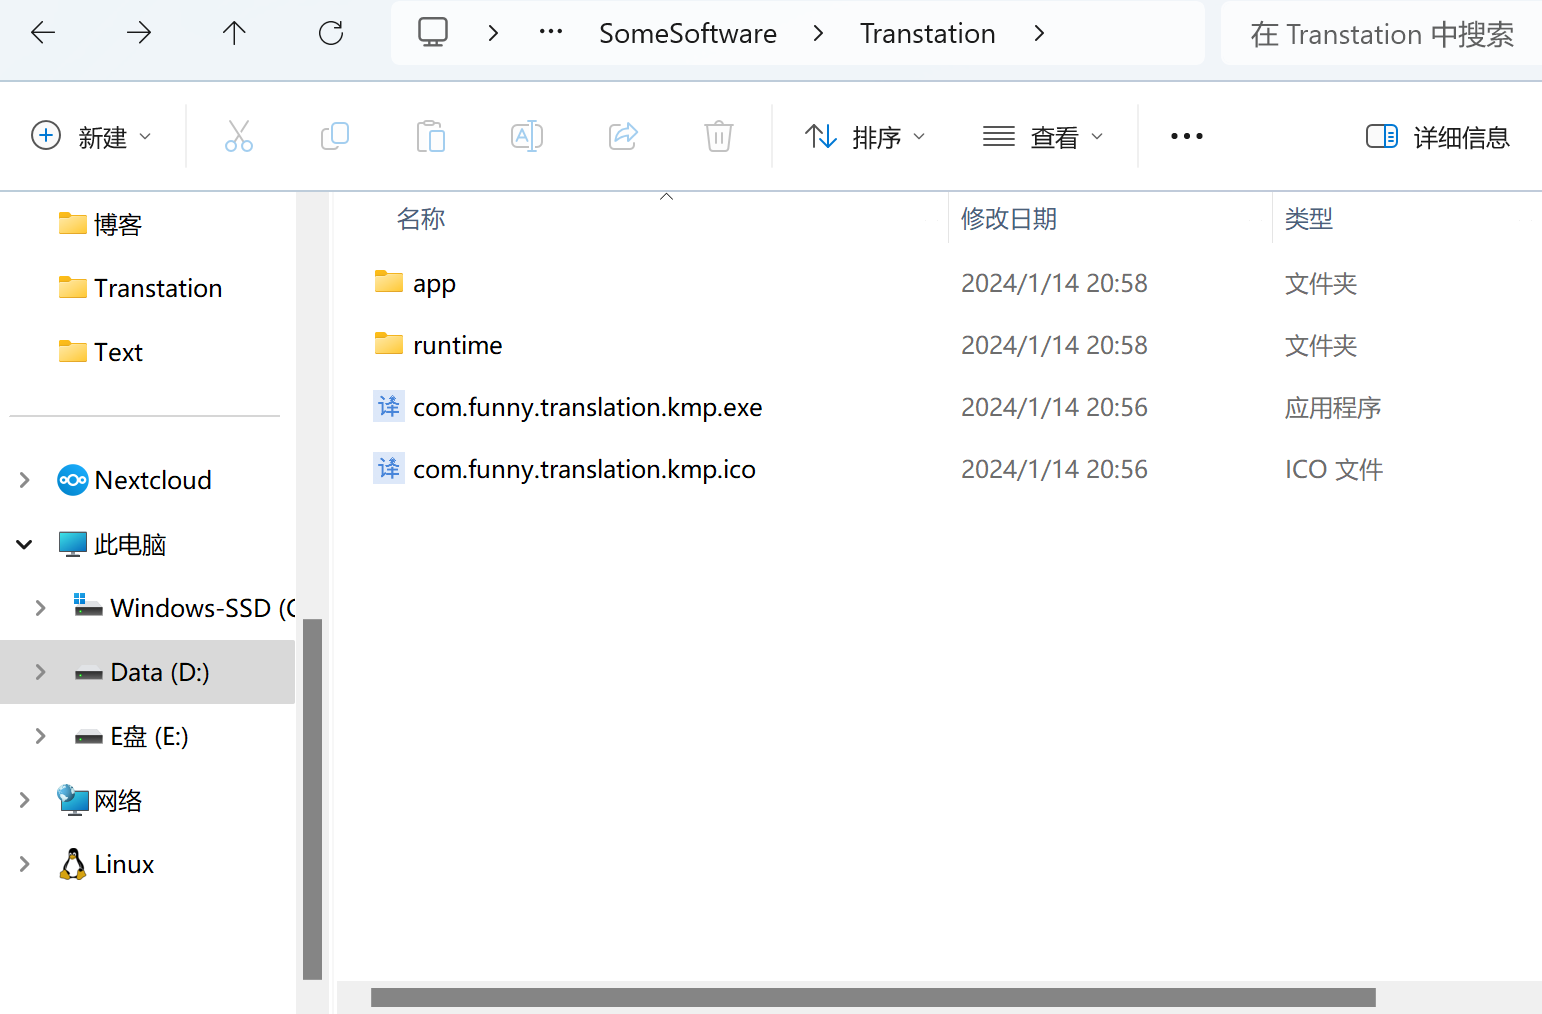 SomeSoftware Transtation 在 Transtation 中搜索
新建 排序 查看 详细信息
博客
Transtation
Text
Nextcloud
此电脑
Windows-SSD (C
Data (D:)
E盘 (E:)
网络
Linux
名称 修改日期 类型
app 2024/1/14 20:58 文件夹
runtime 2024/1/14 20:58 文件夹
译 com.funny.translation.kmp.exe 2024/1/14 20:56 应用程序
译 com.funny.translation.kmp.ico 2024/1/14 20:56 ICO 文件